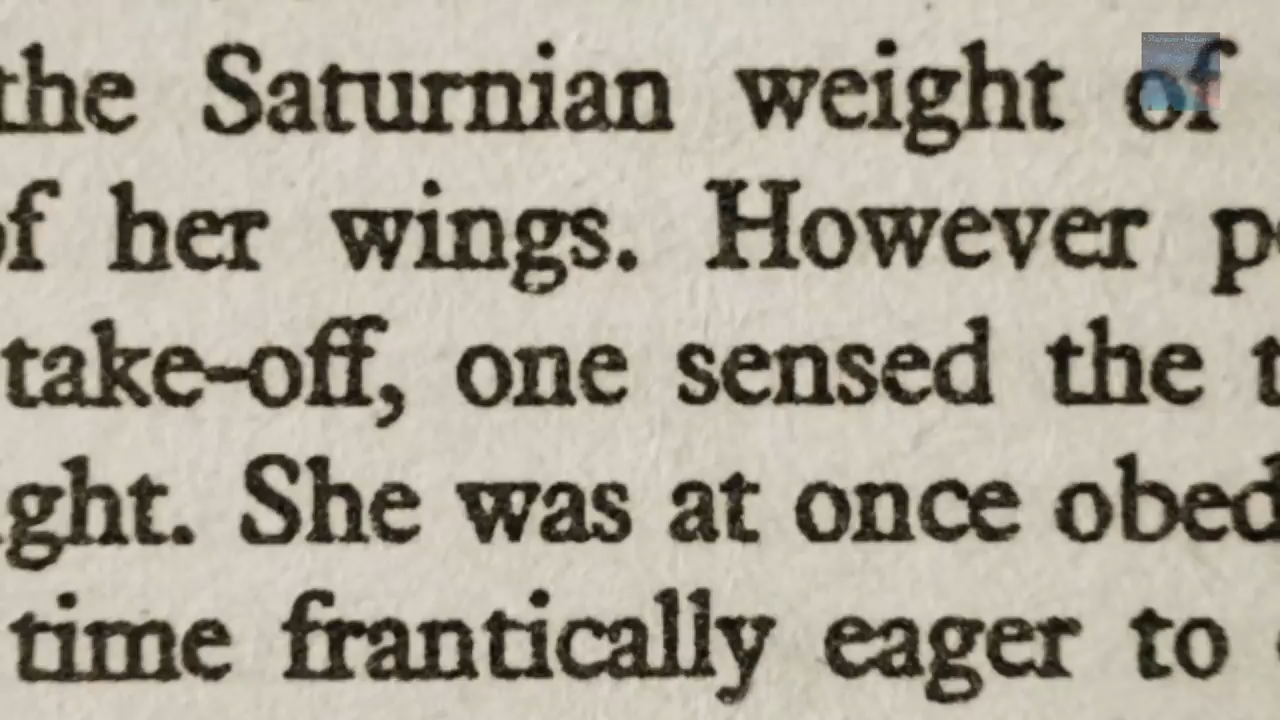 the Saturnian weight of
of her wings. However
take-off, one sensed the
ght. She was at once obed
time frantically eager to